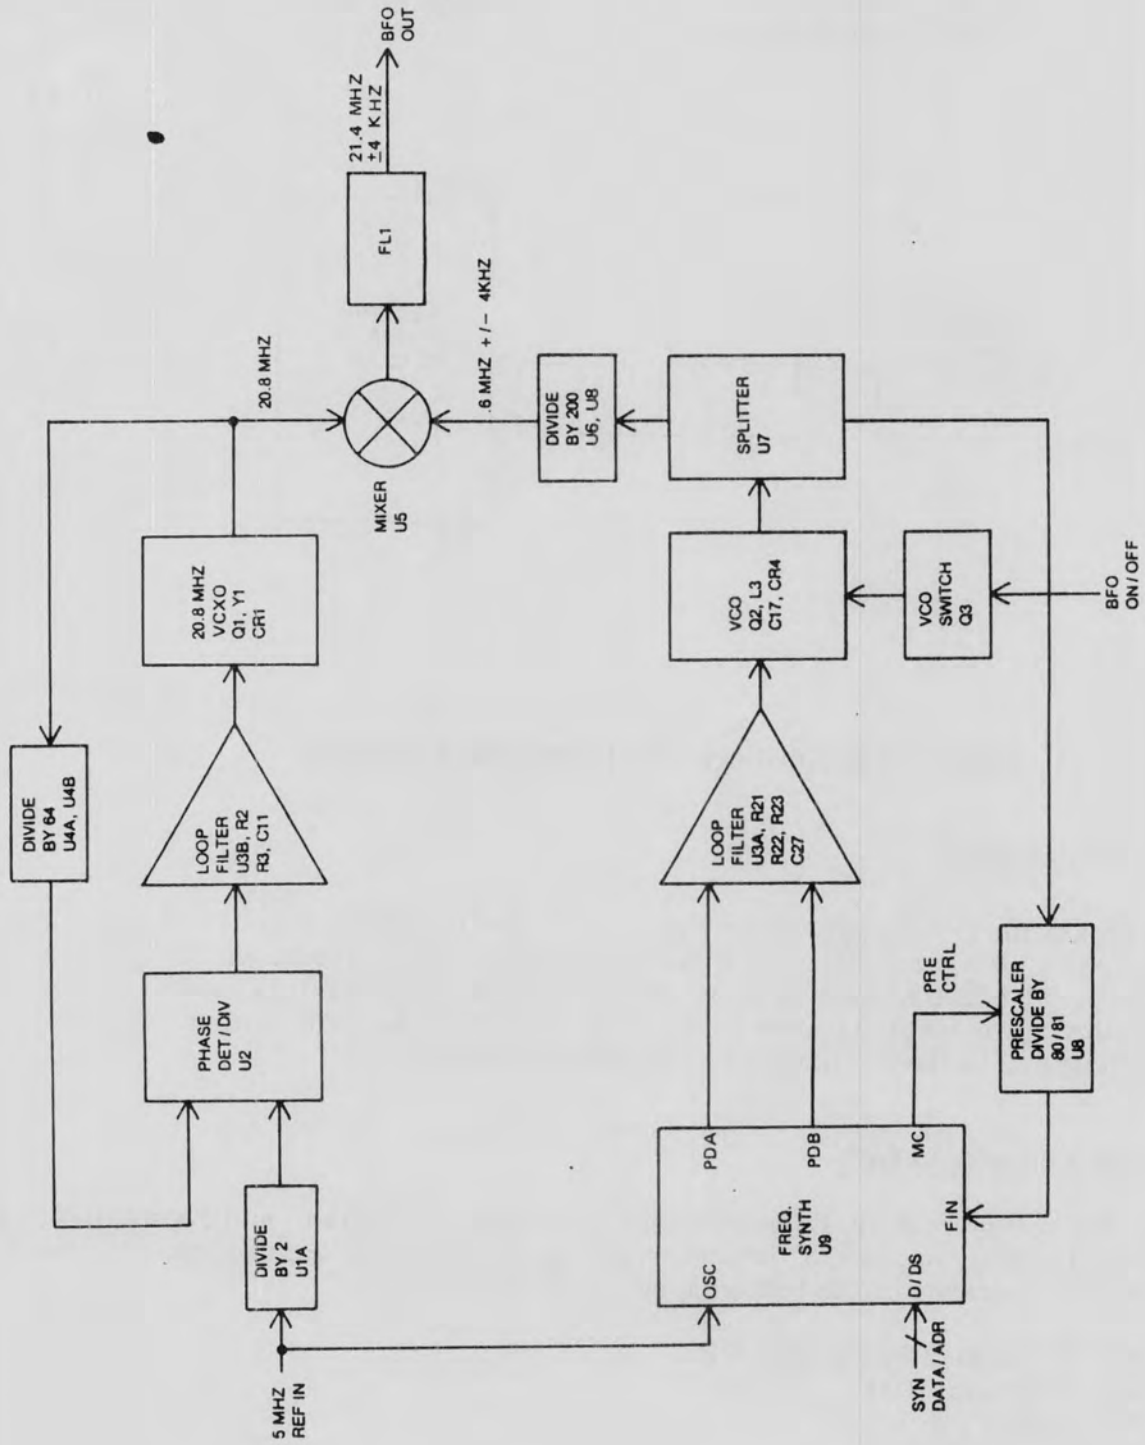 5 MHZ
REF IN
DIVIDE
BY 2
U1A
PHASE
DET/DIV
U2
LOOP
FILTER
U3B, R2
R3, C11
20.8 MHZ
VCXO
Q1, Y1
CR1
DIVIDE
BY 64
U4A, U4B
20.8 MHZ
MIXER
U5
FL1
21.4 MHZ
±4 KHZ
BFO
OUT
.6 MHZ +/- 4KHZ
DIVIDE
BY 200
U6, U8
SPLITTER
U7
VCO
Q2, L3
C17, CR4
VCO
SWITCH
Q3
BFO
ON/OFF
LOOP
FILTER
U3A, R21
R22, R23
C27
PRE
CTRL
PRESCALER
DIVIDE BY
80/81
U8
OSC
PDA
PDB
MC
FREQ.
SYNTH
U9
D/DS
FIN
SYN
DATA/ADR